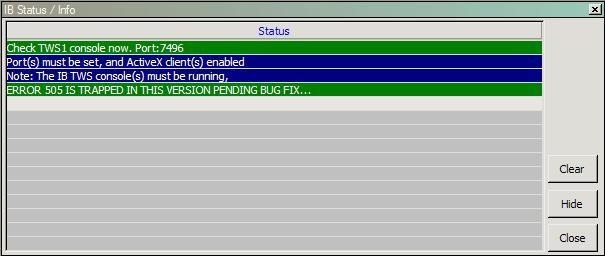 IB Status / Info
Status
Check TWS1 console now. Port:7496
Port(s) must be set, and ActiveX client(s) enabled
Note: The IB TWS console(s) must be running,
ERROR 505 IS TRAPPED IN THIS VERSION PENDING BUG FIX...
Clear
Hide
Close